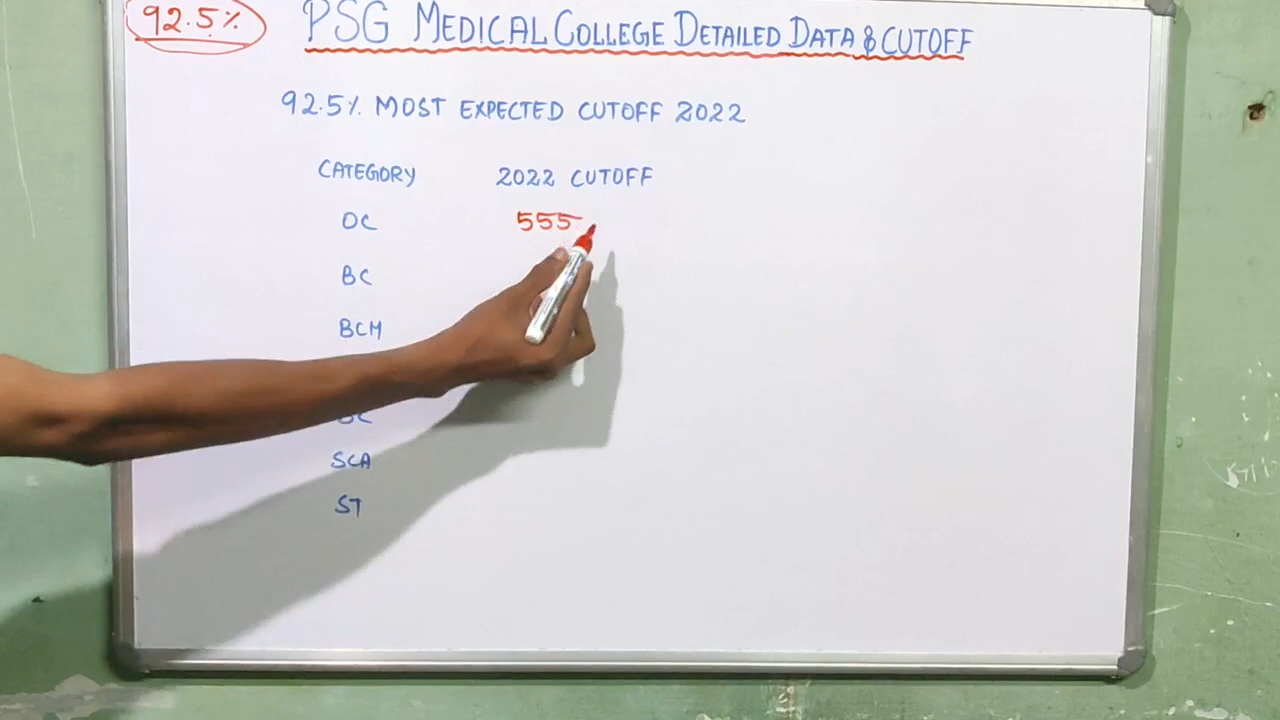 92.5% PSG MEDICAL COLLEGE DETAILED DATA & CUTOFF
92.5% MOST EXPECTED CUTOFF 2022
CATEGORY 2022 CUTOFF
OC 555
BC
BCM
SCA
ST